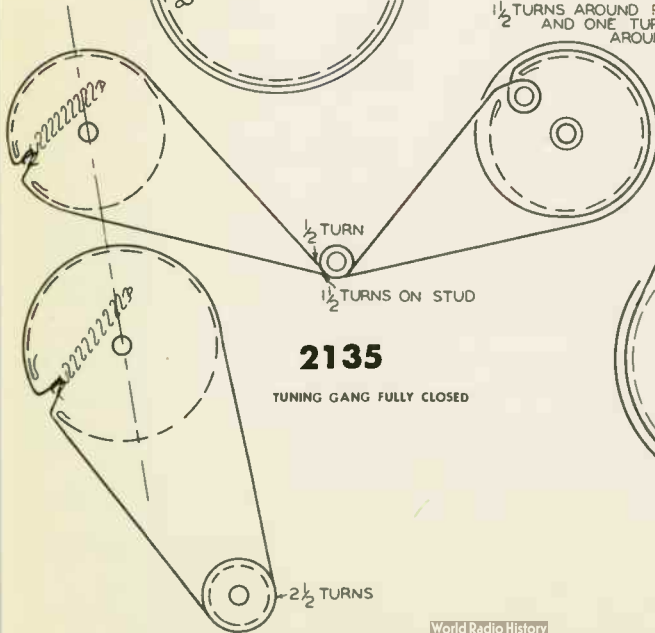 1½ TURNS AROUND
AND ONE
AROU
½ TURN
1½ TURNS ON STUD
2135
TUNING GANG FULLY CLOSED
2½ TURNS
World Radio History